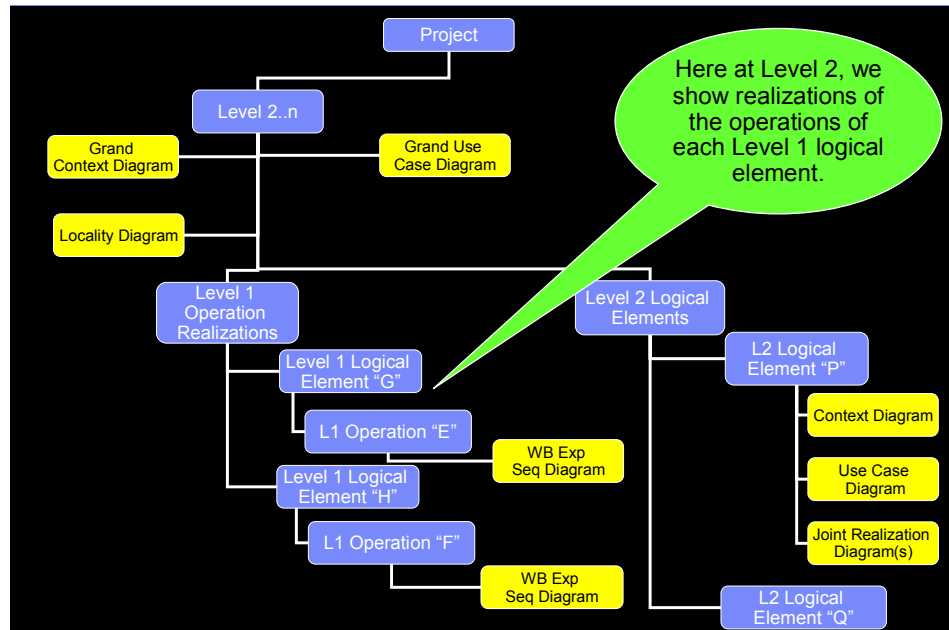 Project
Here at Level 2, we
show realizations of
the operations of
each Level 1 logical
element.
Level 2..n
Grand
Context Diagram
Grand Use
Case Diagram
Locality Diagram
Level 1
Operation
Realizations
Level 2 Logical
Elements
Level 1 Logical
Element “G”
L1 Operation “E”
WB Exp
Seq Diagram
Level 1 Logical
Element “H”
L1 Operation “F”
WB Exp
Seq Diagram
L2 Logical
Element “P”
Context Diagram
Use Case
Diagram
Joint Realization
Diagram(s)
L2 Logical
Element “Q”